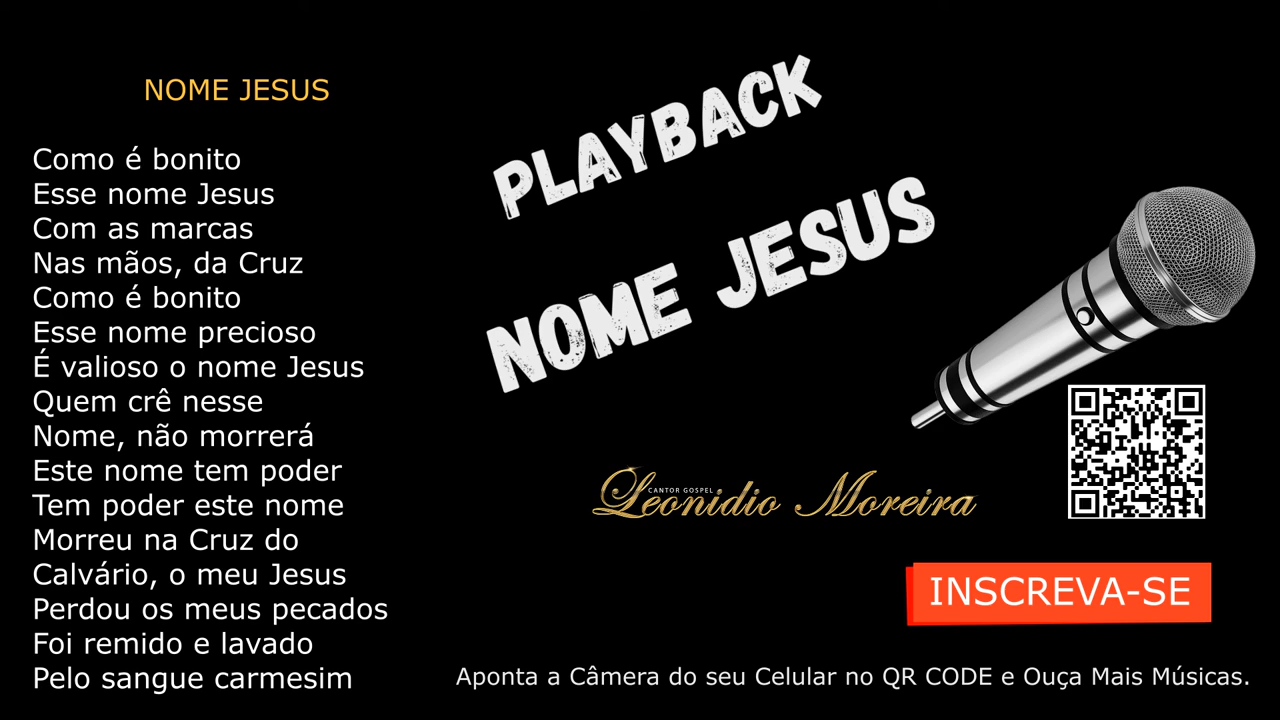 NOME JESUS
Como é bonito
Esse nome Jesus
Com as marcas
Nas mãos, da Cruz
Como é bonito
Esse nome precioso
É valioso o nome Jesus
Quem crê nesse
Nome, não morrerá
Este nome tem poder
Tem poder este nome
Morreu na Cruz do
Calvário, o meu Jesus
Perdou os meus pecados
Foi remido e lavado
Pelo sangue carmesim
PLAYBACK
NOME JESUS
CANTOR GOSPEL
Leonidio Moreira
INSCREVA-SE
Aponta a Câmera do seu Celular no QR CODE e Ouça Mais Músicas.